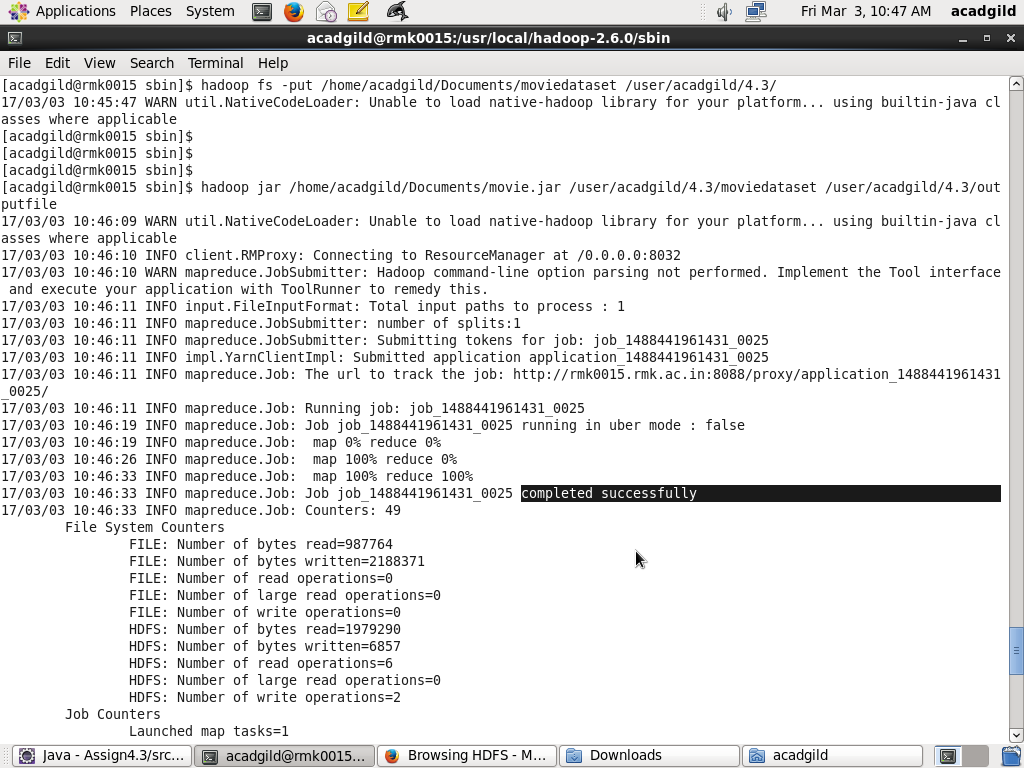 Applications Places System Fri Mar 3, 10:47 AM acadgild
acadgild@rmk0015:/usr/local/hadoop-2.6.0/sbin
File Edit View Search Terminal Help
[acadgild@rmk0015 sbin]$ hadoop fs -put /home/acadgild/Documents/moviedataset /user/acadgild/4.3/
17/03/03 10:45:47 WARN util.NativeCodeLoader: Unable to load native-hadoop library for your platform... using builtin-java cl
asses where applicable
[acadgild@rmk0015 sbin]$
[acadgild@rmk0015 sbin]$
[acadgild@rmk0015 sbin]$
[acadgild@rmk0015 sbin]$ hadoop jar /home/acadgild/Documents/movie.jar /user/acadgild/4.3/moviedataset /user/acadgild/4.3/out
putfile
17/03/03 10:46:09 WARN util.NativeCodeLoader: Unable to load native-hadoop library for your platform... using builtin-java cl
asses where applicable
17/03/03 10:46:10 INFO client.RMProxy: Connecting to ResourceManager at /0.0.0.0:8032
17/03/03 10:46:10 WARN mapreduce.JobSubmitter: Hadoop command-line option parsing not performed. Implement the Tool interface
 and execute your application with ToolRunner to remedy this.
17/03/03 10:46:11 INFO input.FileInputFormat: Total input paths to process : 1
17/03/03 10:46:11 INFO mapreduce.JobSubmitter: number of splits:1
17/03/03 10:46:11 INFO mapreduce.JobSubmitter: Submitting tokens for job: job_1488441961431_0025
17/03/03 10:46:11 INFO impl.YarnClientImpl: Submitted application application_1488441961431_0025
17/03/03 10:46:11 INFO mapreduce.Job: The url to track the job: http://rmk0015.rmk.ac.in:8088/proxy/application_1488441961431
_0025/
17/03/03 10:46:11 INFO mapreduce.Job: Running job: job_1488441961431_0025
17/03/03 10:46:19 INFO mapreduce.Job: Job job_1488441961431_0025 running in uber mode : false
17/03/03 10:46:19 INFO mapreduce.Job:  map 0% reduce 0%
17/03/03 10:46:26 INFO mapreduce.Job:  map 100% reduce 0%
17/03/03 10:46:33 INFO mapreduce.Job:  map 100% reduce 100%
17/03/03 10:46:33 INFO mapreduce.Job: Job job_1488441961431_0025 completed successfully
17/03/03 10:46:33 INFO mapreduce.Job: Counters: 49
File System Counters
FILE: Number of bytes read=987764
FILE: Number of bytes written=2188371
FILE: Number of read operations=0
FILE: Number of large read operations=0
FILE: Number of write operations=0
HDFS: Number of bytes read=1979290
HDFS: Number of bytes written=6857
HDFS: Number of read operations=6
HDFS: Number of large read operations=0
HDFS: Number of write operations=2
Job Counters
Launched map tasks=1
Java - Assign4.3/src... acadgild@rmk0015... Browsing HDFS - M... Downloads acadgild